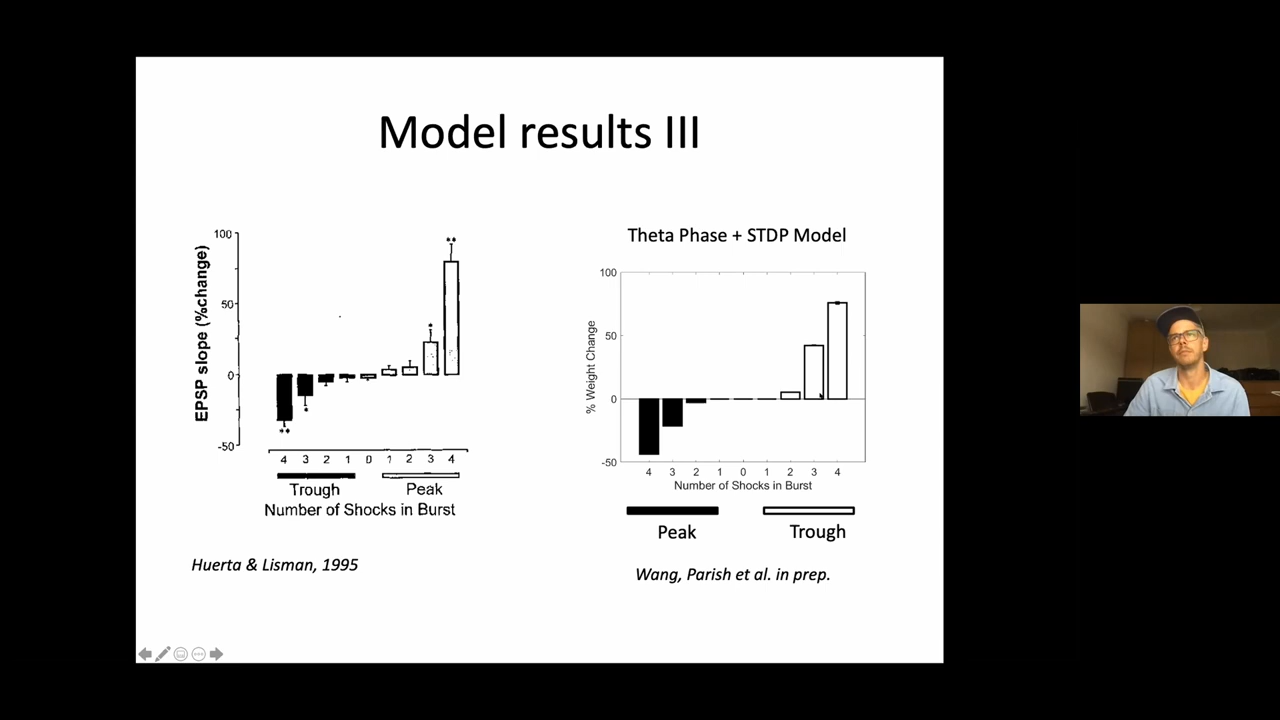 Model results III
100
50
0
-50
EPSP slope (%change)
**
*
*
**
4 3 2 1 0 1 2 3 4
Trough Peak
Number of Shocks in Burst
Huerta & Lisman, 1995
Theta Phase + STDP Model
100
50
0
-50
% Weight Change
4 3 2 1 0 1 2 3 4
Number of Shocks in Burst
Peak Trough
Wang, Parish et al. in prep.